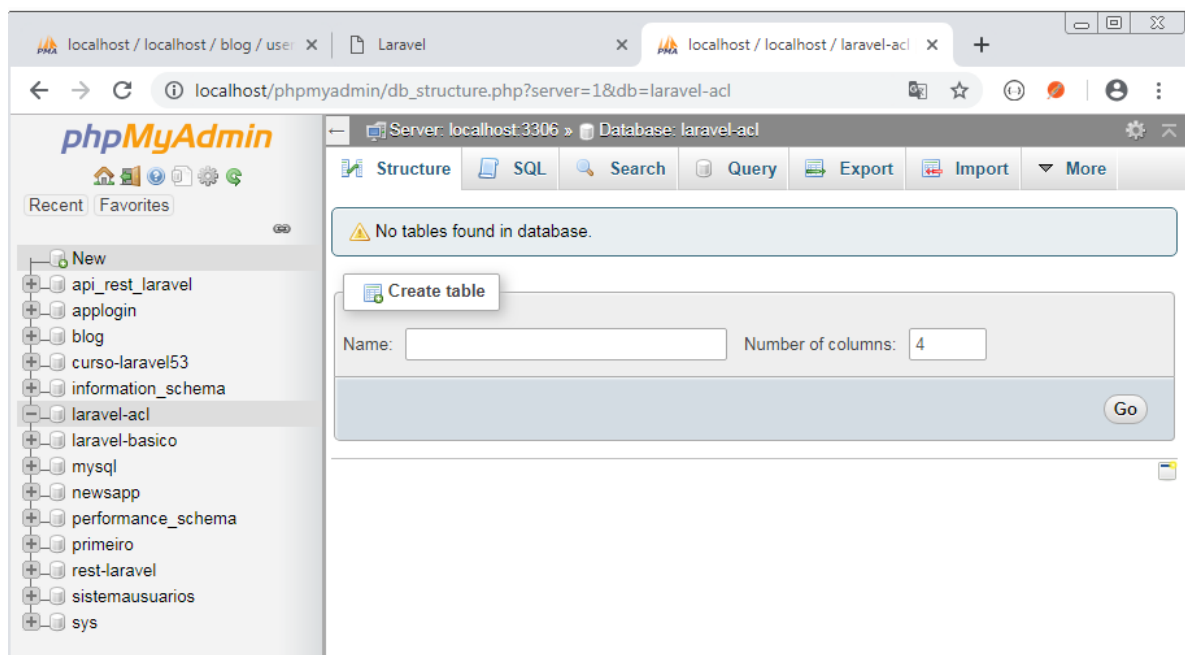 localhost / localhost / blog / user
Laravel
localhost / localhost / laravel-acl
localhost/phpmyadmin/db_structure.php?server=1&db=laravel-acl
phpMyAdmin
Recent Favorites
New
api_rest_laravel
applogin
blog
curso-laravel53
information_schema
laravel-acl
laravel-basico
mysql
newsapp
performance_schema
primeiro
rest-laravel
sistemausuarios
sys
Server: localhost:3306 » Database: laravel-acl
Structure SQL Search Query Export Import More
No tables found in database.
Create table
Name: Number of columns: 4
Go